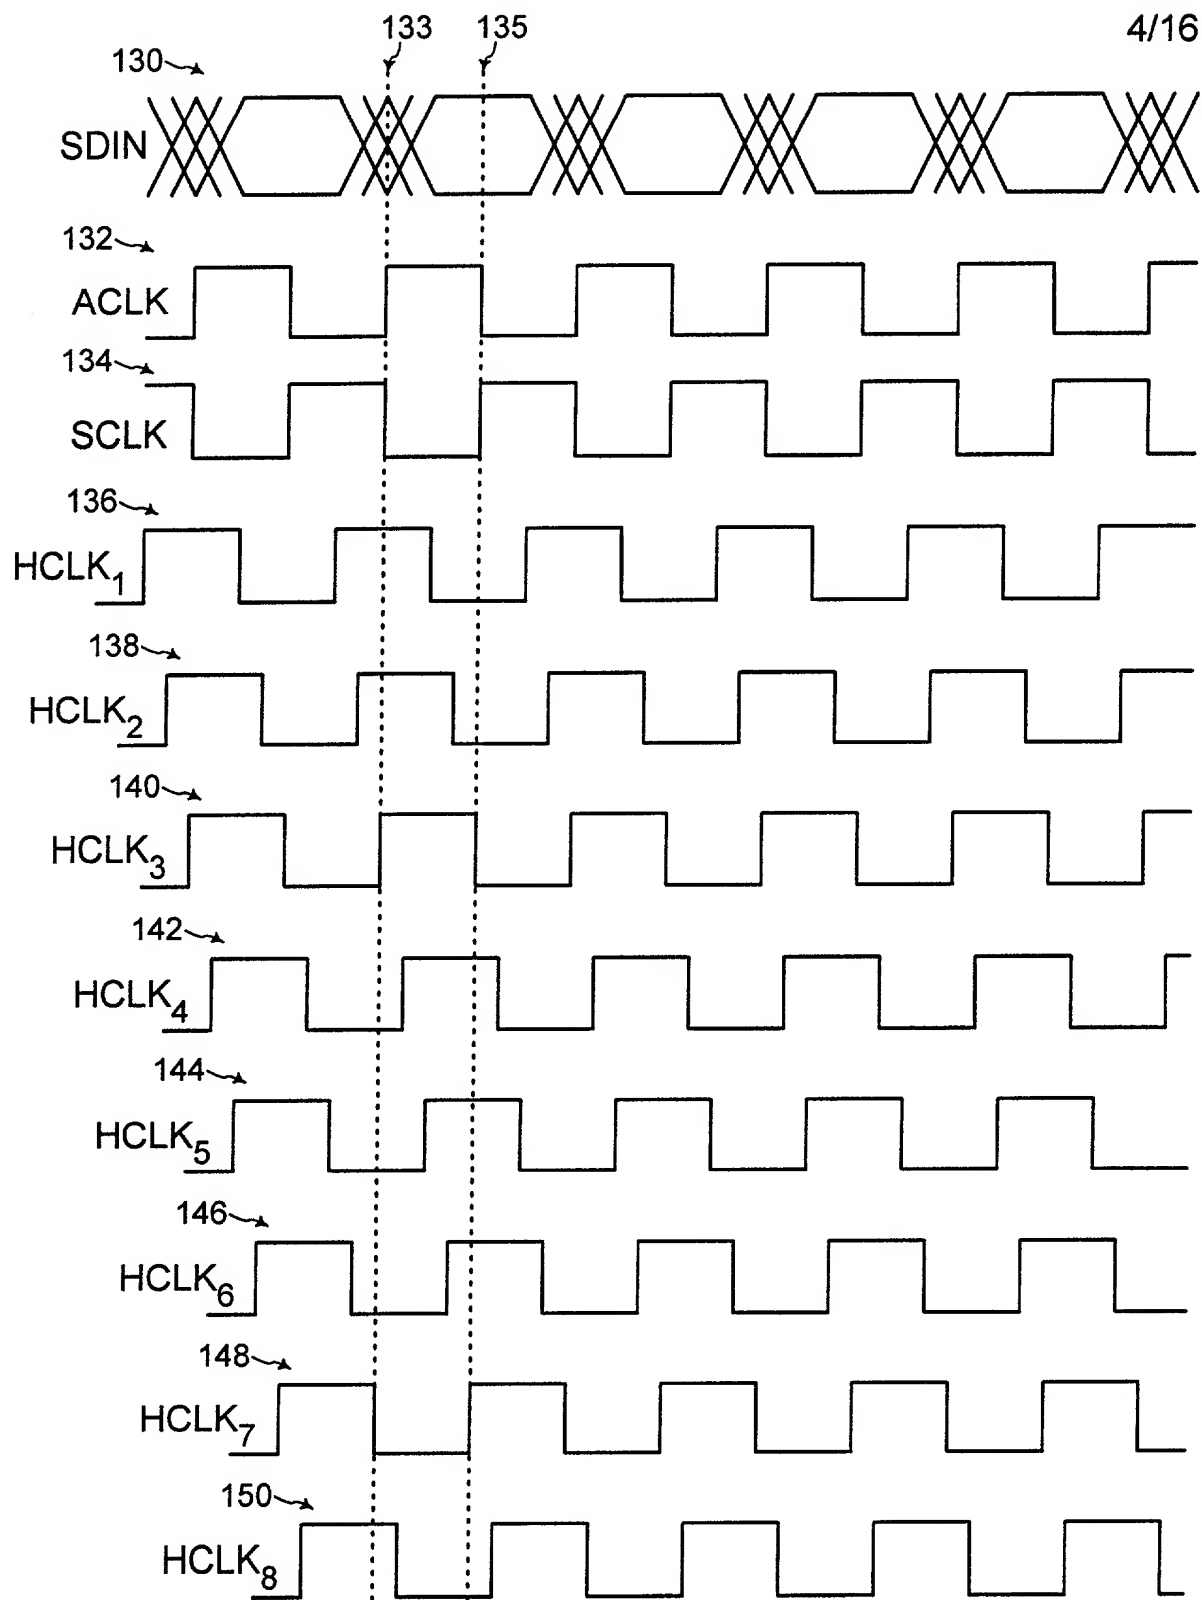 4/16
133 135
130
SDIN
132
ACLK
134
SCLK
136
HCLK1
138
HCLK2
140
HCLK3
142
HCLK4
144
HCLK5
146
HCLK6
148
HCLK7
150
HCLK8